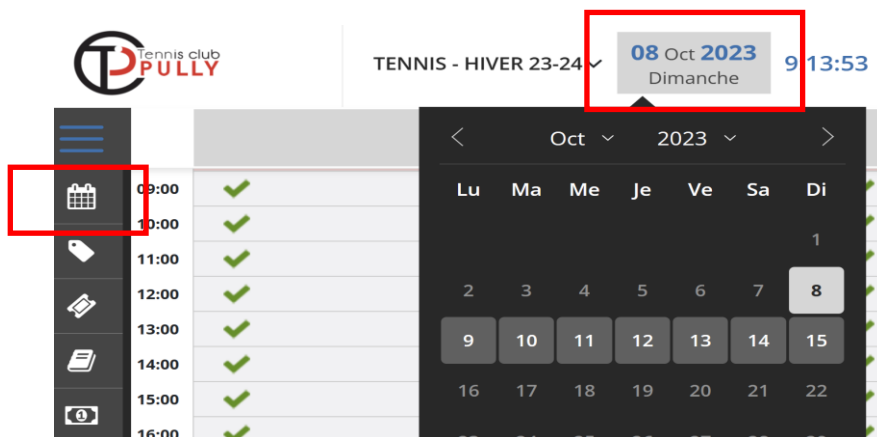 Tennis club
PULLY
TENNIS - HIVER 23-24
08 Oct 2023
Dimanche
9:13:53
Oct 2023
Lu Ma Me Je Ve Sa Di
1
2 3 4 5 6 7 8
9 10 11 12 13 14 15
16 17 18 19 20 21 22
09:00
10:00
11:00
12:00
13:00
14:00
15:00
16:00